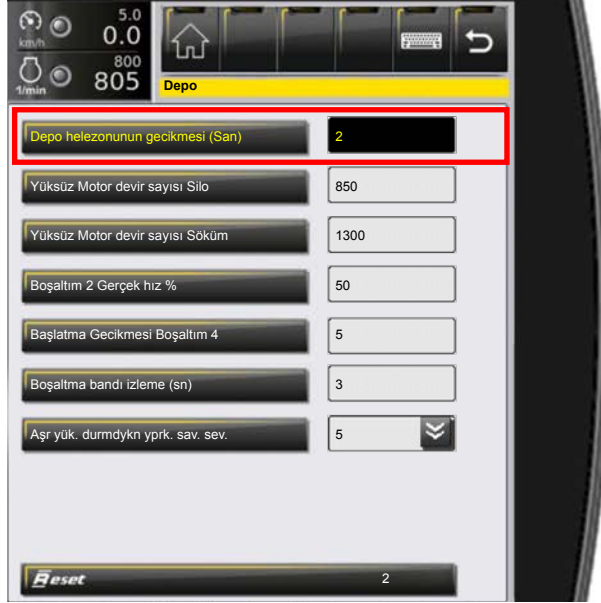 5.0
km/h 0.0
800
1/min 805
Depo
Depo helezonunun gecikmesi (San) 2
Yüksüz Motor devir sayısı Silo 850
Yüksüz Motor devir sayısı Söküm 1300
Boşaltım 2 Gerçek hız % 50
Başlatma Gecikmesi Boşaltım 4 5
Boşaltma bandı izleme (sn) 3
Aşr yük. durmdykn yprk. sav. sev. 5
Reset 2